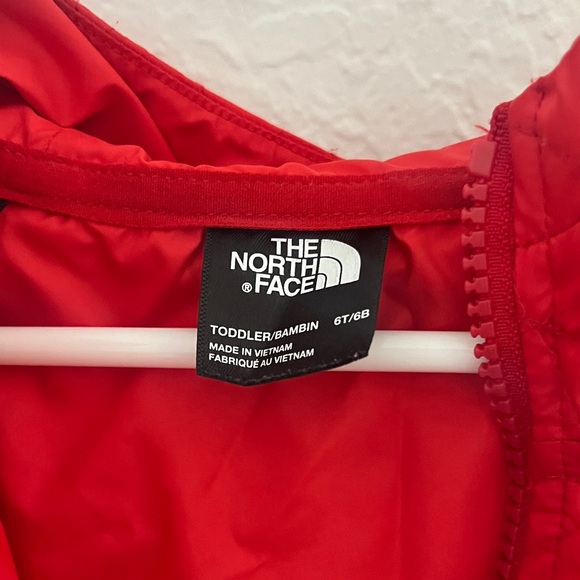 THE
NORTH
® FACE
TODDLER/BAMBIN 6T/6B
MADE IN VIETNAM
FABRIQUÉ AU VIETNAM